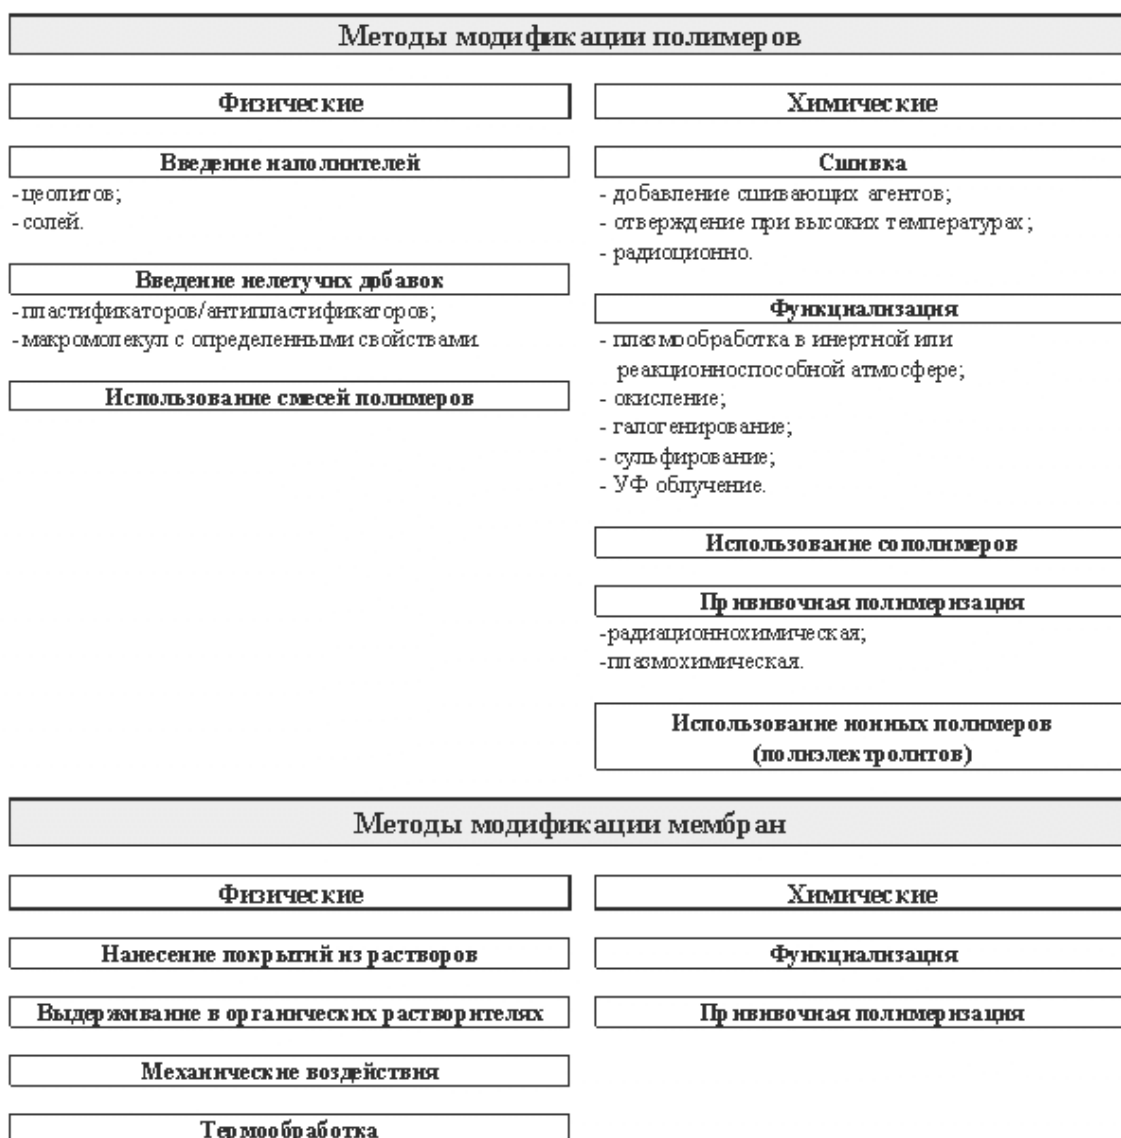 Методы модификации полимеров
Физические
Введение наполнителей
-цеолитов;
-солей.
Введение нелетучих добавок
-пластификаторов/антипластификаторов;
-макромолекул с определенными свойствами.
Использование смесей полимеров
Химические
Сшивка
- добавление сшивающих агентов;
- отверждение при высоких температурах;
- радиоционно.
Функциализация
- плазмообработка в инертной или
реакционноспособной атмосфере;
- окисление;
- галогенирование;
- сульфирование;
- УФ облучение.
Использование сополимеров
Прививочная полимеризация
-радиационнохимическая;
-плазмохимическая.
Использование ионных полимеров
(полиэлектролитов)
Методы модификации мембран
Физические
Нанесение покрытий из растворов
Выдерживание в органических растворителях
Механические воздействия
Термообработка
Химические
Функциализация
Прививочная полимеризация